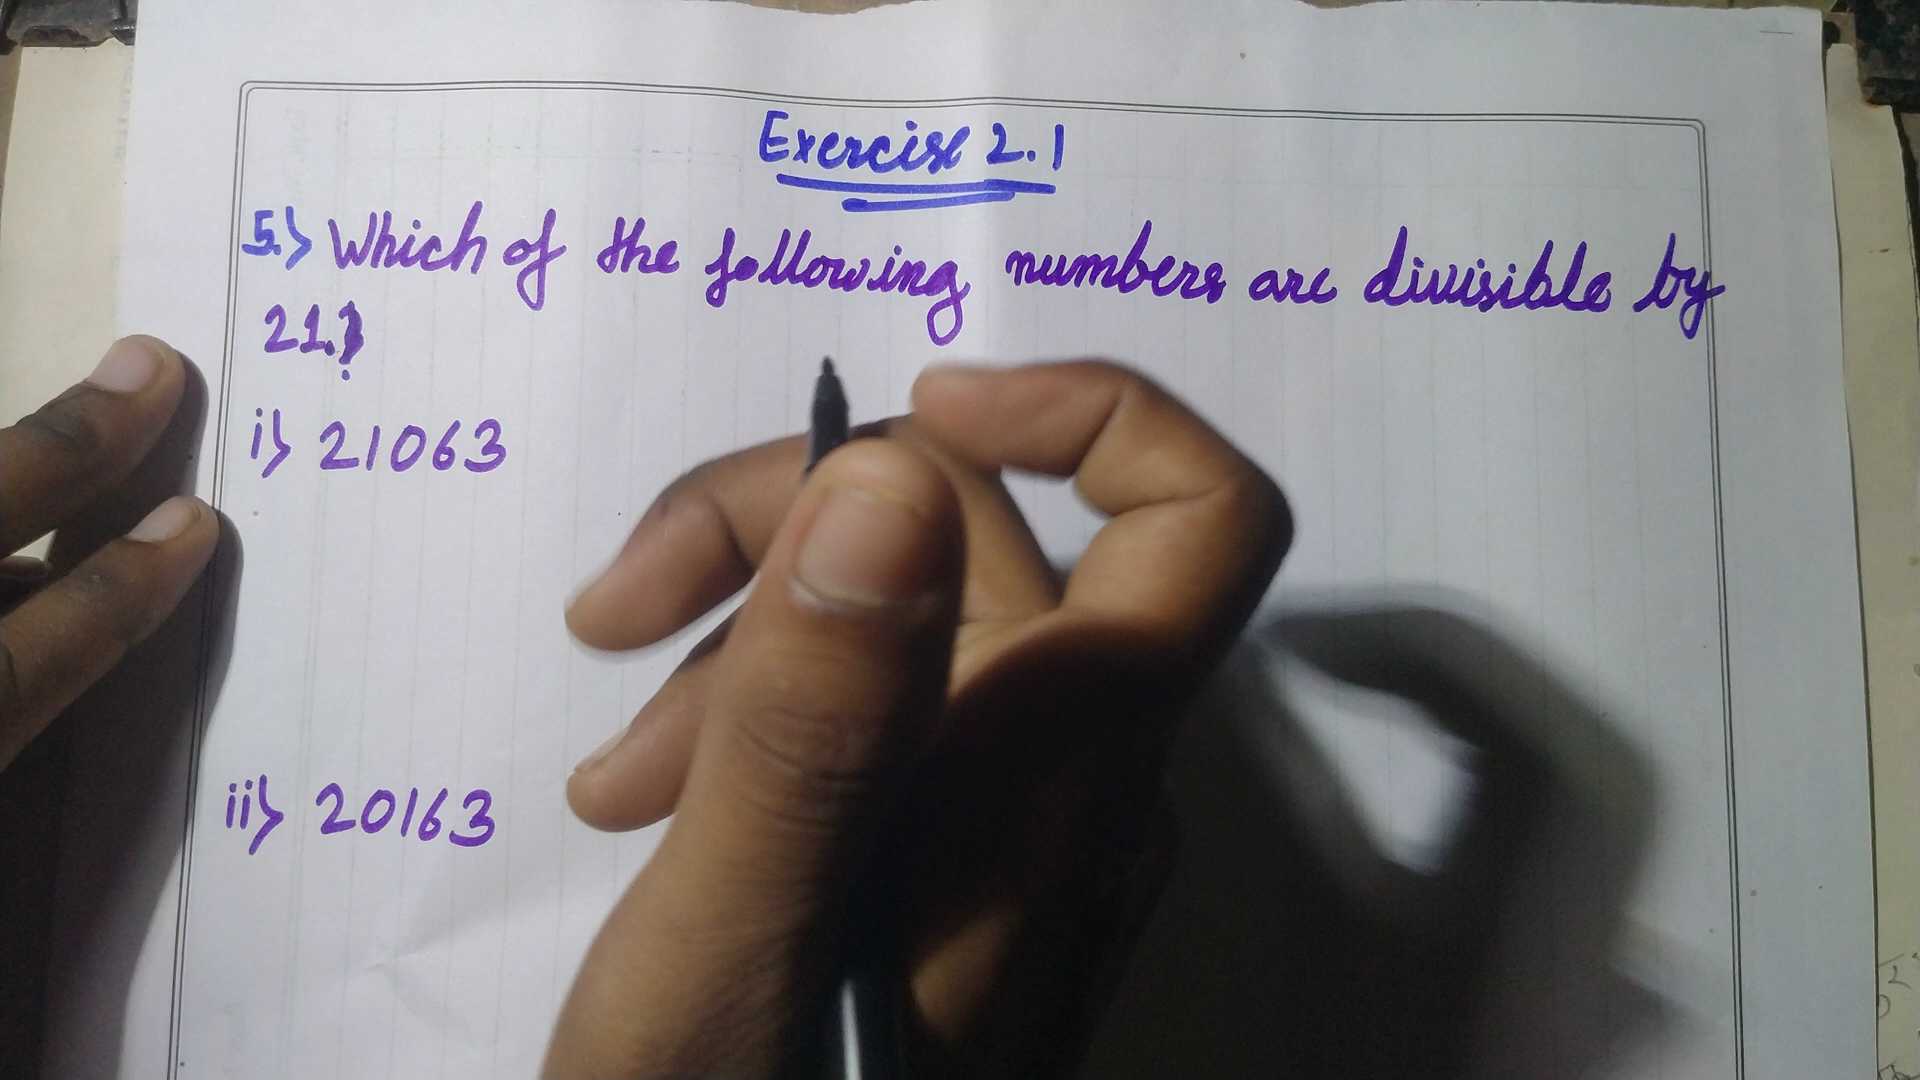 Exercise 2.1
5.) Which of the following numbers are divisible by
21.?
i) 21063
ii) 20163